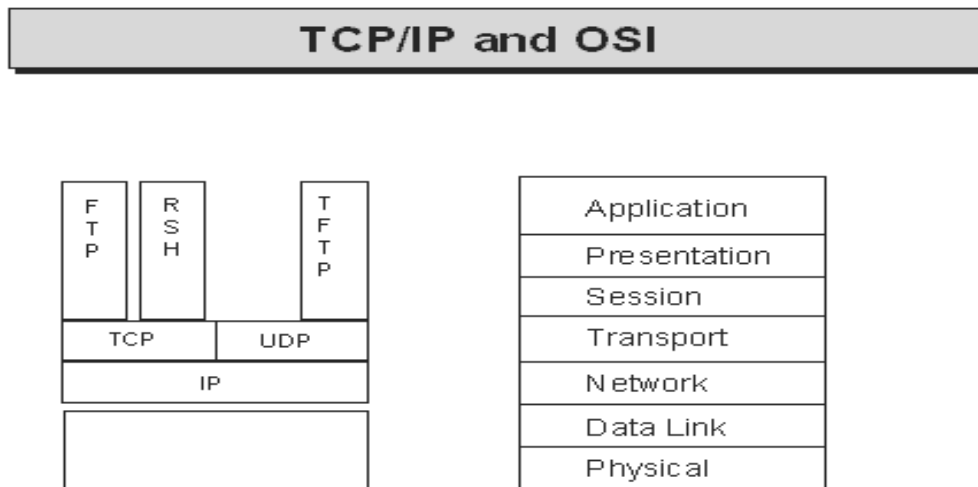 TCP/IP and OSI
FTP
RSH
TFTP
TCP
UDP
IP
Application
Presentation
Session
Transport
Network
Data Link
Physical